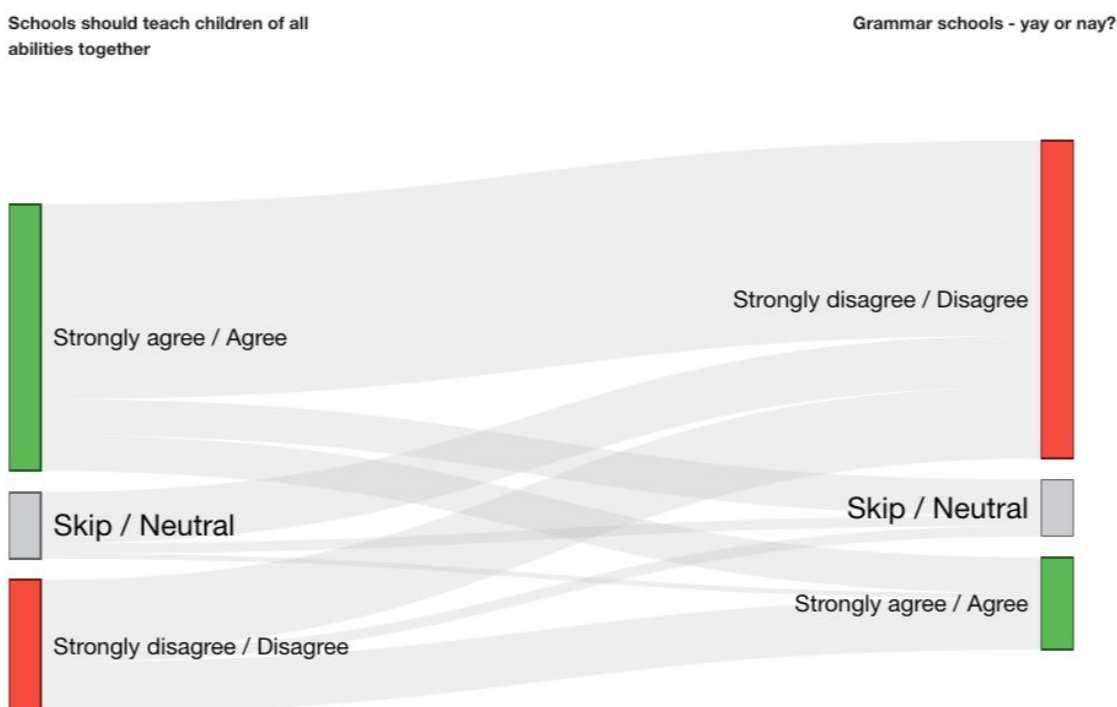 Schools should teach children of all
abilities together
Grammar schools - yay or nay?
Strongly disagree / Disagree
Strongly agree / Agree
Skip / Neutral
Skip / Neutral
Strongly agree / Agree
Strongly disagree / Disagree